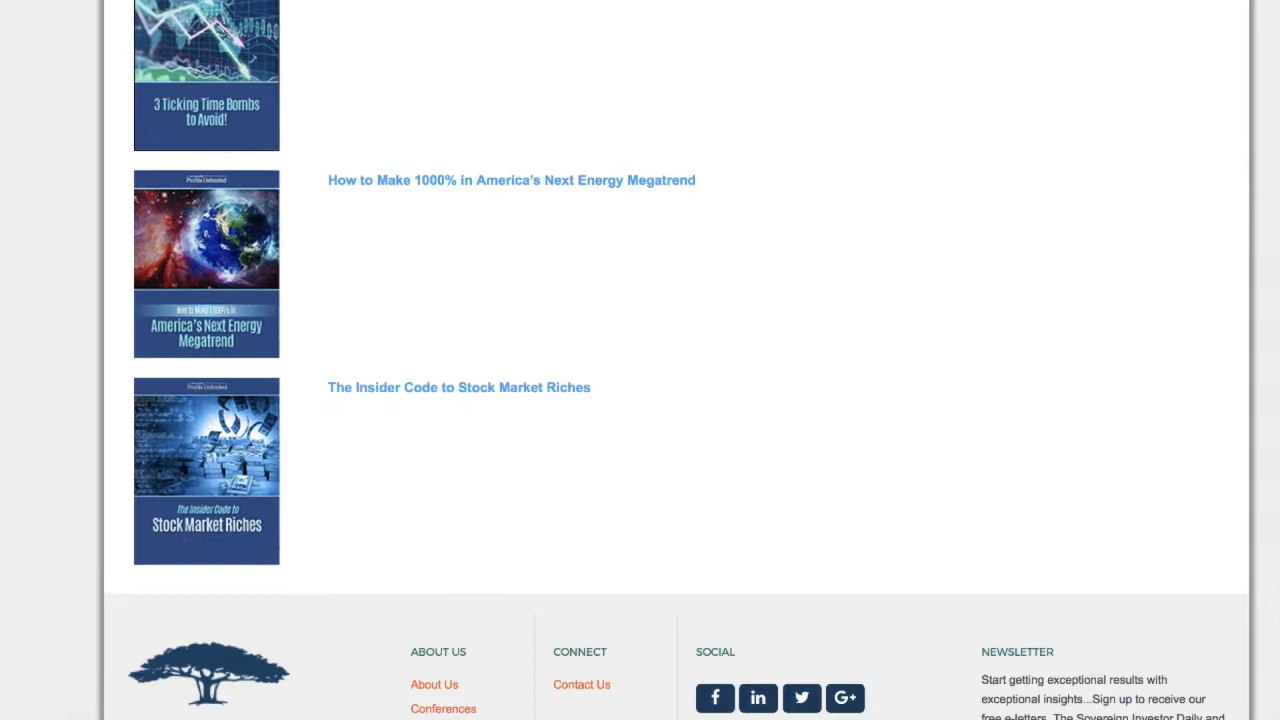 3 Ticking Time Bombs
to Avoid!
Profits Unlimited
How to Make 1000% in America's Next Energy Megatrend
How to Make 1000% in
America's Next Energy
Megatrend
Profits Unlimited
The Insider Code to Stock Market Riches
The Insider Code to
Stock Market Riches
ABOUT US
CONNECT
SOCIAL
NEWSLETTER
About Us
Contact Us
Start getting exceptional results with
exceptional insights...Sign up to receive our
free e-letters, The Sovereign Investor Daily and
Conferences
f
in
G+